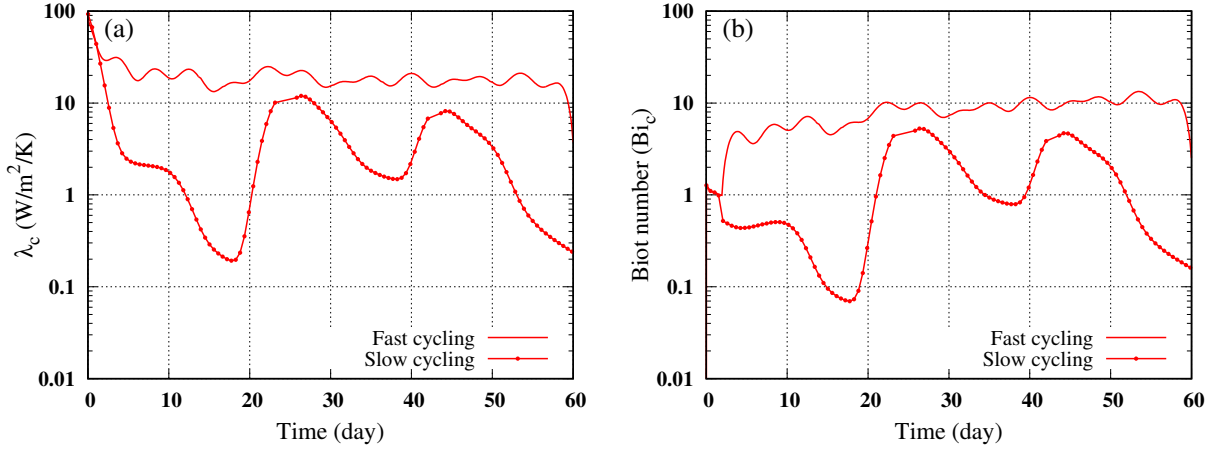 (a)
100
10
1
0.1
0.01
λc (W/m²/K)
Fast cycling
Slow cycling
0 10 20 30 40 50 60
Time (day)
(b)
100
10
1
0.1
0.01
Biot number (Bic)
Fast cycling
Slow cycling
0 10 20 30 40 50 60
Time (day)